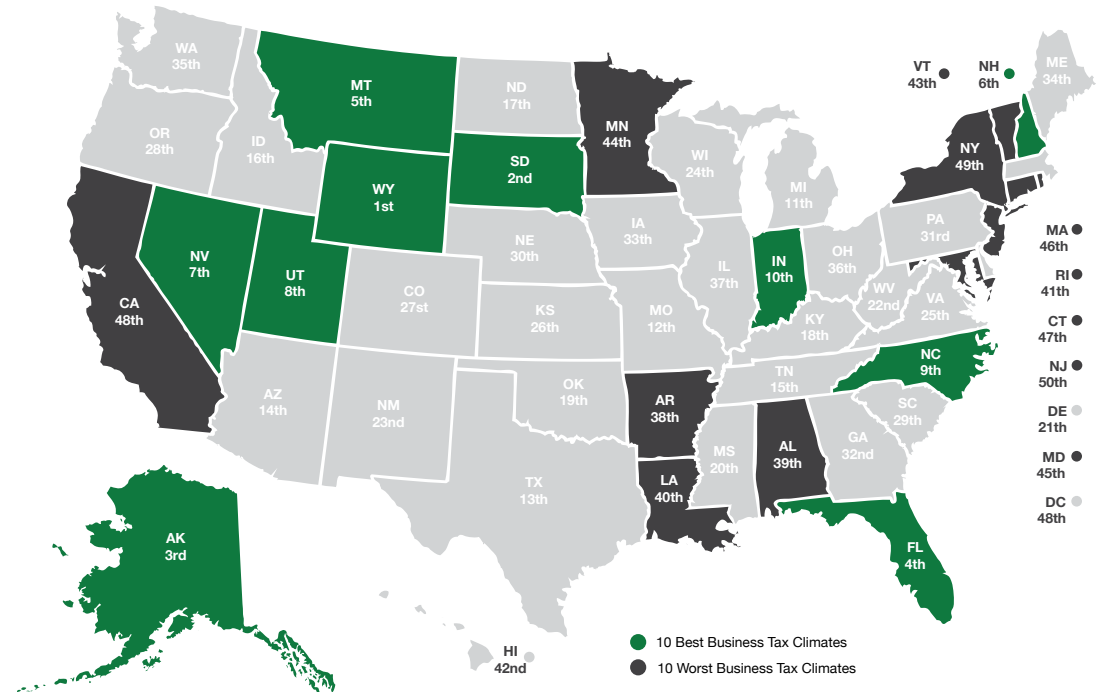 WA
35th
MT
5th
ND
17th
MN
44th
VT
43th
NH
6th
ME
34th
OR
28th
ID
16th
SD
2nd
WI
24th
MI
11th
NY
49th
WY
1st
NV
7th
UT
8th
CA
48th
NE
30th
IA
33th
IL
37th
IN
10th
OH
36th
PA
31rd
MA
46th
RI
41th
CO
27st
KS
26th
MO
12th
WV
22nd
VA
25th
KY
18th
CT
47th
NJ
50th
AZ
14th
NM
23nd
OK
19th
AR
38th
TN
15th
NC
9th
SC
29th
DE
21th
MD
45th
DC
48th
TX
13th
LA
40th
MS
20th
AL
39th
GA
32nd
FL
4th
AK
3rd
HI
42nd
10 Best Business Tax Climates
10 Worst Business Tax Climates